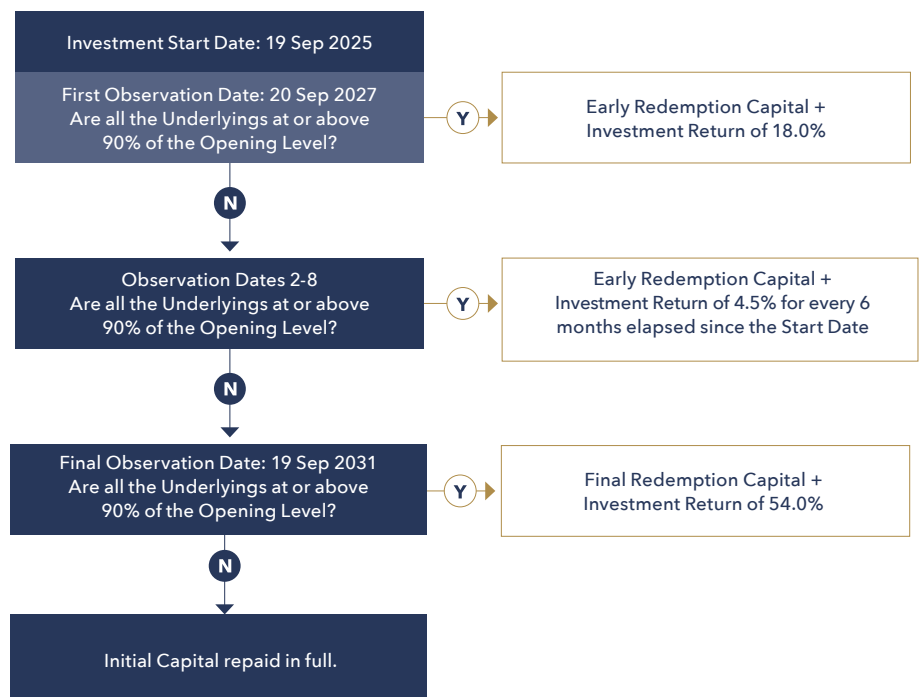 Investment Start Date: 19 Sep 2025
First Observation Date: 20 Sep 2027
Are all the Underlyings at or above
90% of the Opening Level?
Y
Early Redemption Capital +
Investment Return of 18.0%
N
Observation Dates 2-8
Are all the Underlyings at or above
90% of the Opening Level?
Y
Early Redemption Capital +
Investment Return of 4.5% for every 6
months elapsed since the Start Date
N
Final Observation Date: 19 Sep 2031
Are all the Underlyings at or above
90% of the Opening Level?
Y
Final Redemption Capital +
Investment Return of 54.0%
N
Initial Capital repaid in full.